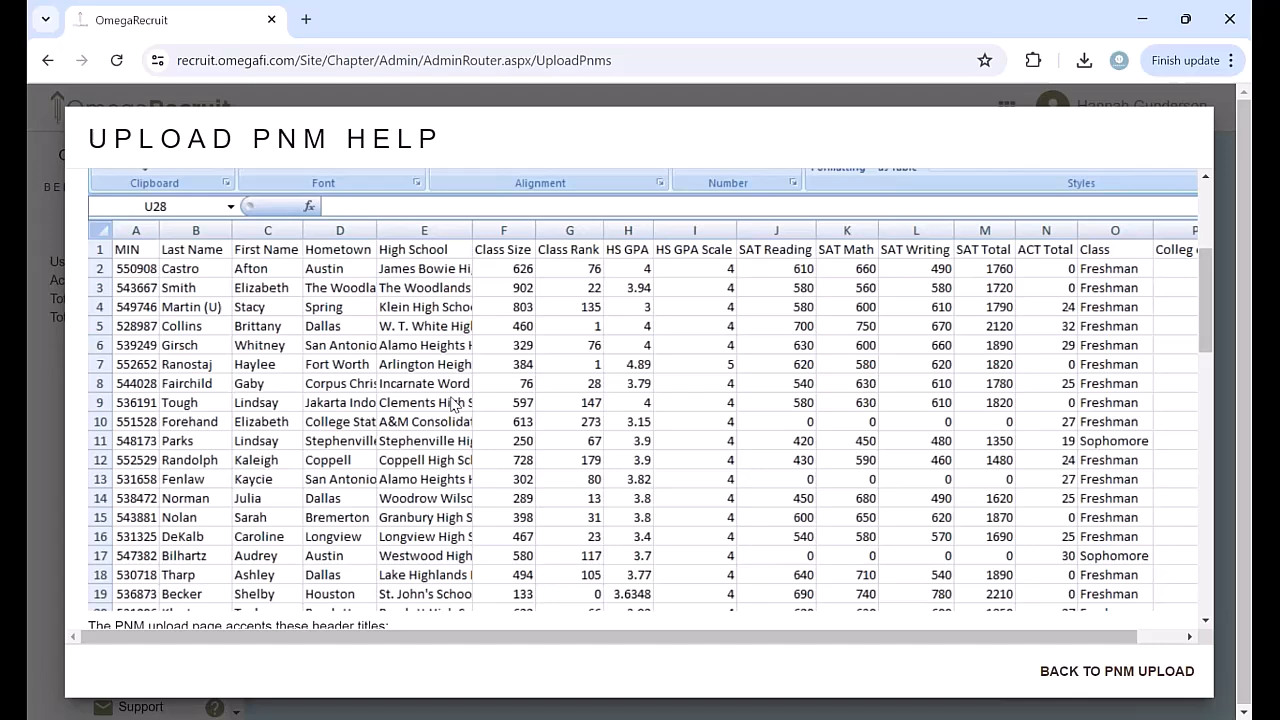 OmegaRecruit
recruit.omegafi.com/Site/Chapter/Admin/AdminRouter.aspx/UploadPnms
Finish update
OmegaRecruit
Hannah Gunderson
UPLOAD PNM HELP
Clipboard Font Alignment Number Styles
U28 fx
A B C D E F G H I J K L M N O P
1 MIN Last Name First Name Hometown High School Class Size Class Rank HS GPA HS GPA Scale SAT Reading SAT Math SAT Writing SAT Total ACT Total Class Colleg
2 550908 Castro Afton Austin James Bowie Hi 626 76 4 4 610 660 490 1760 0 Freshman
3 543667 Smith Elizabeth The Woodla The Woodlands 902 22 3.94 4 580 560 580 1720 0 Freshman
4 549746 Martin (U) Stacy Spring Klein High Schoo 803 135 3 4 580 600 610 1790 24 Freshman
5 528987 Collins Brittany Dallas W. T. White Hig 460 1 4 4 700 750 670 2120 32 Freshman
6 539249 Girsch Whitney San Antonio Alamo Heights H 329 76 4 4 630 600 660 1890 29 Freshman
7 552652 Ranostaj Haylee Fort Worth Arlington Heigh 384 1 4.89 5 620 580 620 1820 0 Freshman
8 544028 Fairchild Gaby Corpus Chris Incarnate Word 76 28 3.79 4 540 630 610 1780 25 Freshman
9 536191 Tough Lindsay Jakarta Indo Clements High S 597 147 4 4 580 630 610 1820 0 Freshman
10 551528 Forehand Elizabeth College Stat A&M Consolidat 613 273 3.15 4 0 0 0 0 27 Freshman
11 548173 Parks Lindsay Stephenville Stephenville Hi 250 67 3.9 4 420 450 480 1350 19 Sophomore
12 552529 Randolph Kaleigh Coppell Coppell High Scl 728 179 3.9 4 430 590 460 1480 24 Freshman
13 531658 Fenlaw Kaycie San Antonio Alamo Heights H 302 80 3.82 4 0 0 0 0 27 Freshman
14 538472 Norman Julia Dallas Woodrow Wilso 289 13 3.8 4 450 680 490 1620 25 Freshman
15 543881 Nolan Sarah Bremerton Granbury High S 398 31 3.8 4 600 650 620 1870 0 Freshman
16 531325 DeKalb Caroline Longview Longview High S 467 23 3.4 4 540 580 570 1690 25 Freshman
17 547382 Bilhartz Audrey Austin Westwood High 580 117 3.7 4 0 0 0 0 30 Sophomore
18 530718 Tharp Ashley Dallas Lake Highlands 494 105 3.77 4 640 710 540 1890 0 Freshman
19 536873 Becker Shelby Houston St. John's Schoo 133 0 3.6348 4 690 740 780 2210 0 Freshman
The PNM upload page accepts these header titles:
BACK TO PNM UPLOAD
Support